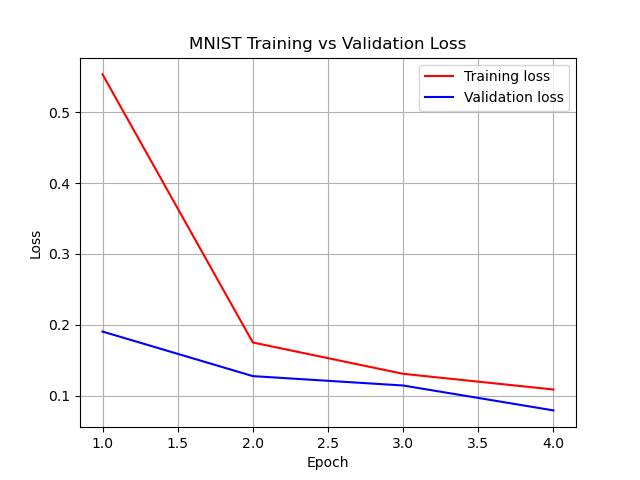 MNIST Training vs Validation Loss
Training loss
Validation loss
0.5
0.4
0.3
0.2
0.1
Loss
1.0 1.5 2.0 2.5 3.0 3.5 4.0
Epoch